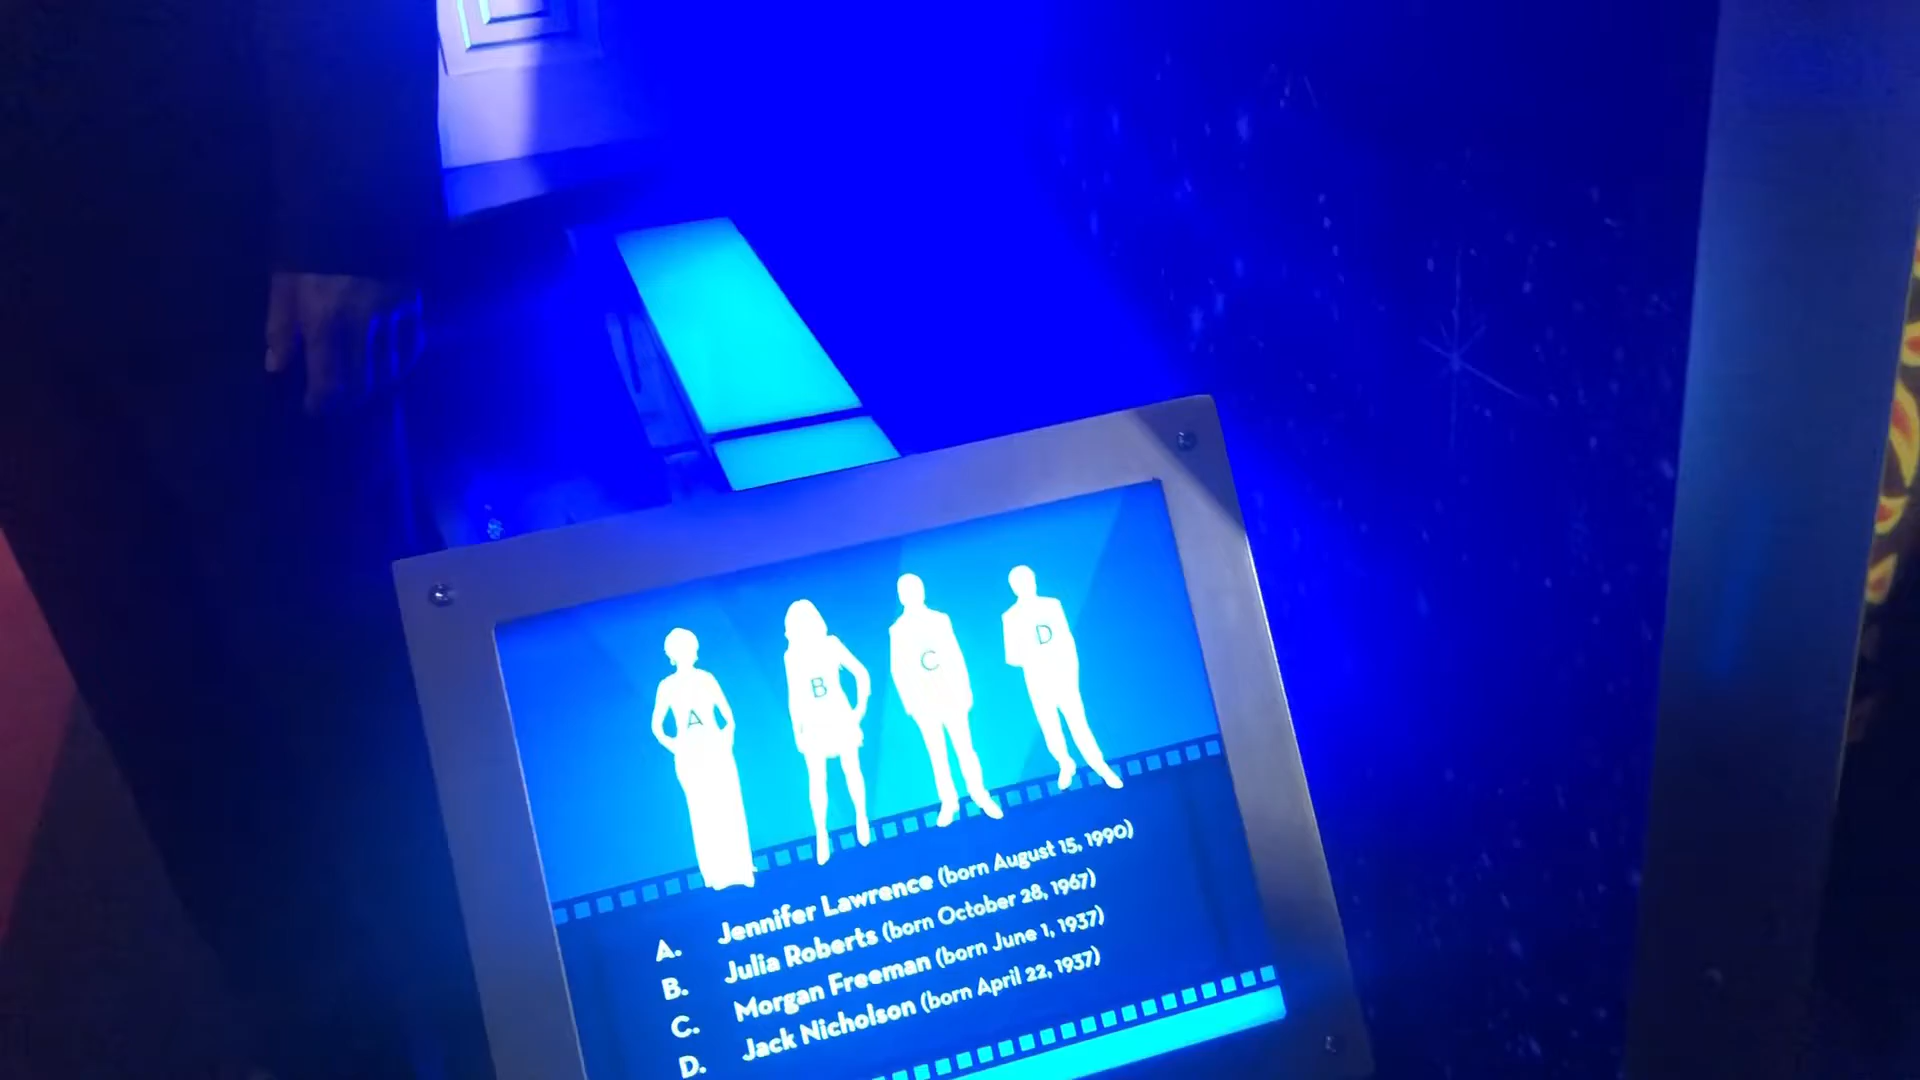 A
B
C
D
A. Jennifer Lawrence (born August 15, 1990)
B. Julia Roberts (born October 28, 1967)
C. Morgan Freeman (born June 1, 1937)
D. Jack Nicholson (born April 22, 1937)